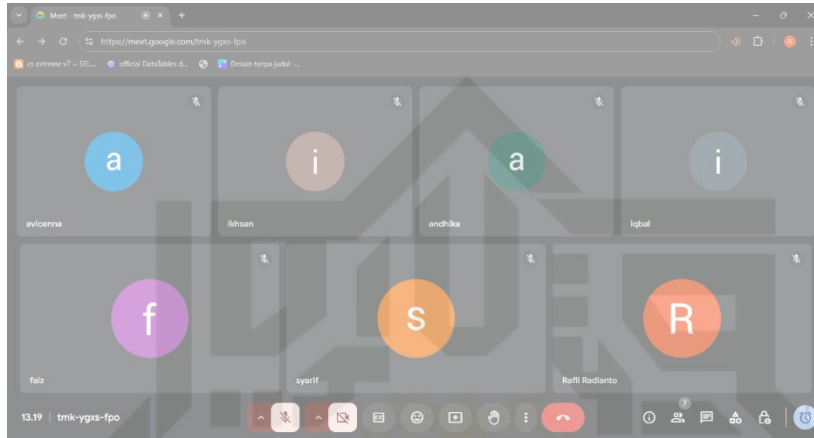 Meet - tmk-ygxs-fpo
https://meet.google.com/tmk-ygxs-fpo
R
cs extreme v7 – SEL... official DataTables d... Desain tanpa judul -...
a i a i
avicenna ikhsan andhika iqbal
f s R
faiz syarif Rafli Radianto
7
13.19 | tmk-ygxs-fpo
CC